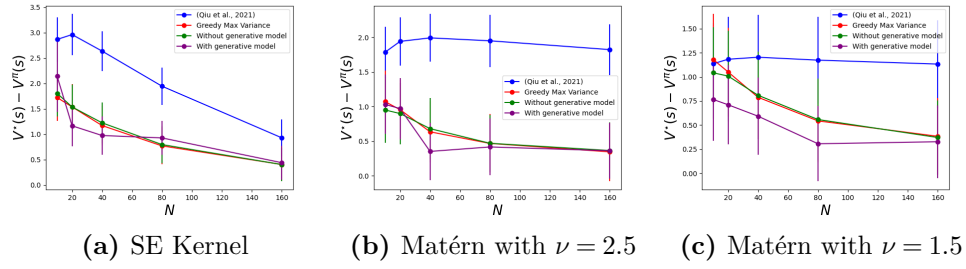 V*(s) − V^π(s)
3.5
3.0
2.5
2.0
1.5
1.0
0.5
0.0
(Qiu et al., 2021)
Greedy Max Variance
Without generative model
With generative model
20 40 60 80 100 120 140 160
N
(a) SE Kernel
V*(s) − V^π(s)
2.0
1.5
1.0
0.5
0.0
(Qiu et al., 2021)
Greedy Max Variance
Without generative model
With generative model
20 40 60 80 100 120 140 160
N
(b) Matérn with ν = 2.5
V*(s) − V^π(s)
1.50
1.25
1.00
0.75
0.50
0.25
0.00
(Qiu et al., 2021)
Greedy Max Variance
Without generative model
With generative model
20 40 60 80 100 120 140 160
N
(c) Matérn with ν = 1.5